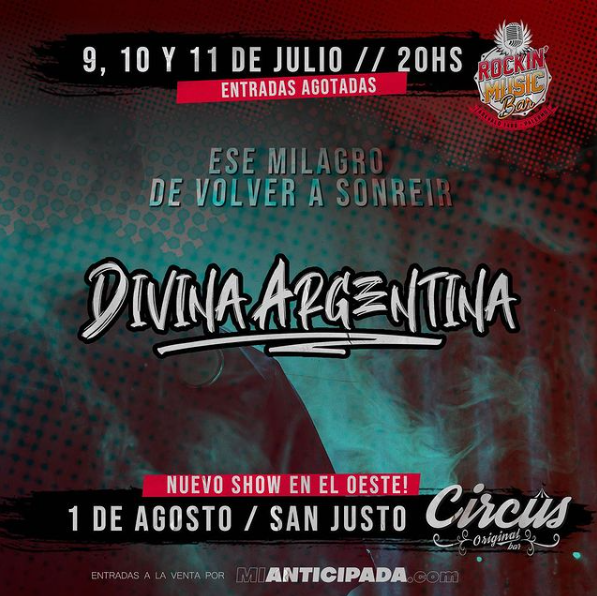 9, 10 Y 11 DE JULIO // 20HS
ENTRADAS AGOTADAS
ROCKIN'
MUSIC
Bar
ESE MILAGRO
DE VOLVER A SONREIR
DIVINA ARGENTINA
NUEVO SHOW EN EL OESTE!
1 DE AGOSTO / SAN JUSTO
Circus
Original
bar
ENTRADAS A LA VENTA POR MIANTICIPADA.com